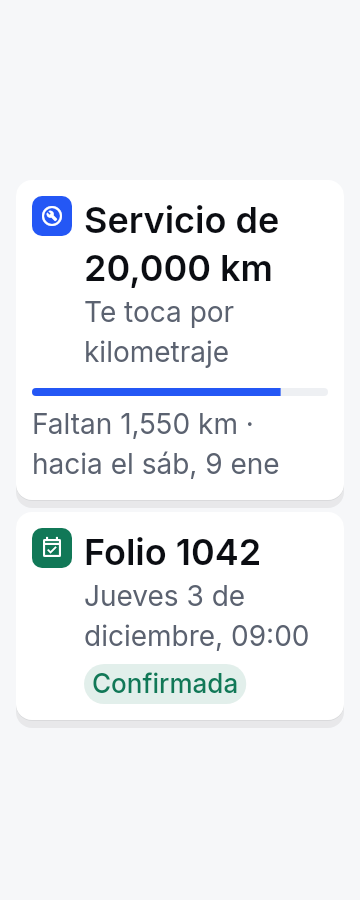 Servicio de
20,000 km
Te toca por
kilometraje
Faltan 1,550 km ·
hacia el sáb, 9 ene
Folio 1042
Jueves 3 de
diciembre, 09:00
Confirmada